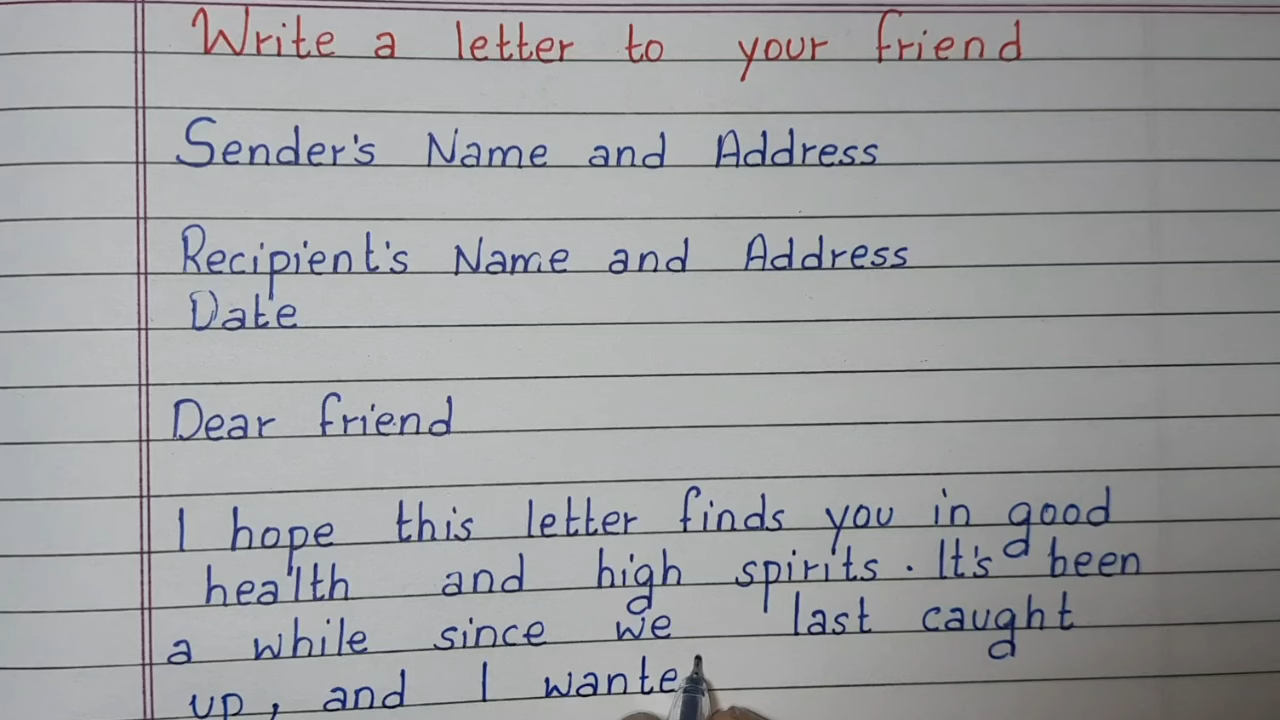 Write a letter to your friend
Sender's Name and Address
Recipient's Name and Address
Date
Dear friend
I hope this letter finds you in good
health and high spirits. It's been
a while since we last caught
up, and I wante